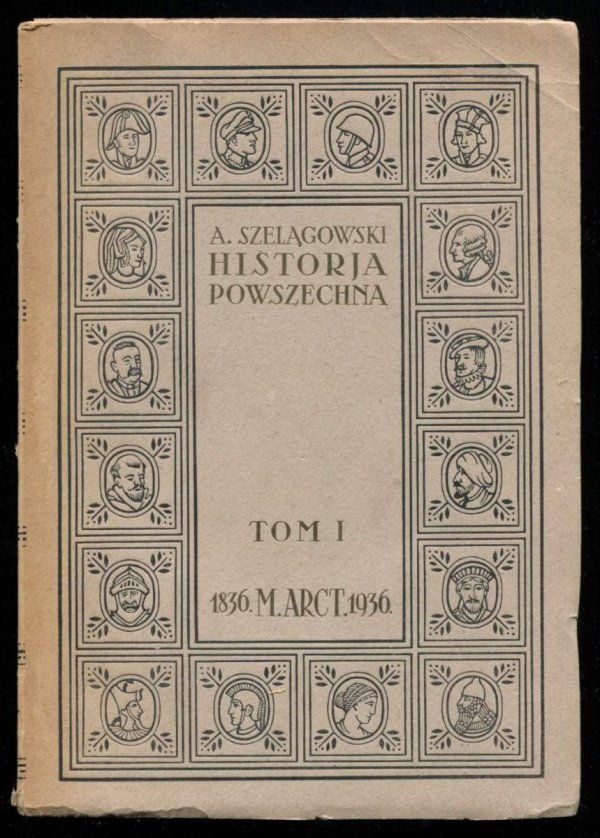 A. SZELĄGOWSKI
HISTORJA
POWSZECHNA
TOM I
1836. M. ARCT. 1936.